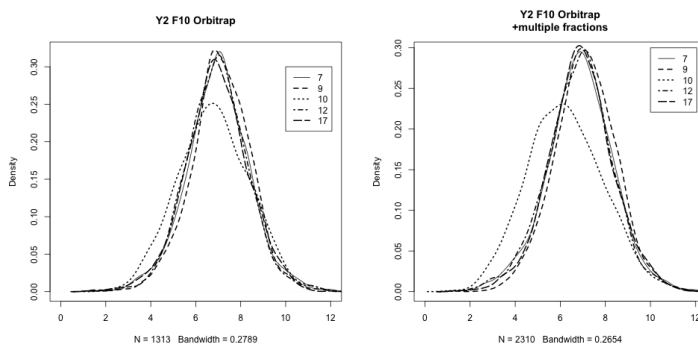 Y2 F10 Orbitrap
Density
0.00
0.05
0.10
0.15
0.20
0.25
0.30
0 2 4 6 8 10 12
7
9
10
12
17
N = 1313 Bandwidth = 0.2789
Y2 F10 Orbitrap
+multiple fractions
Density
0.00
0.05
0.10
0.15
0.20
0.25
0.30
0 2 4 6 8 10 12
7
9
10
12
17
N = 2310 Bandwidth = 0.2654